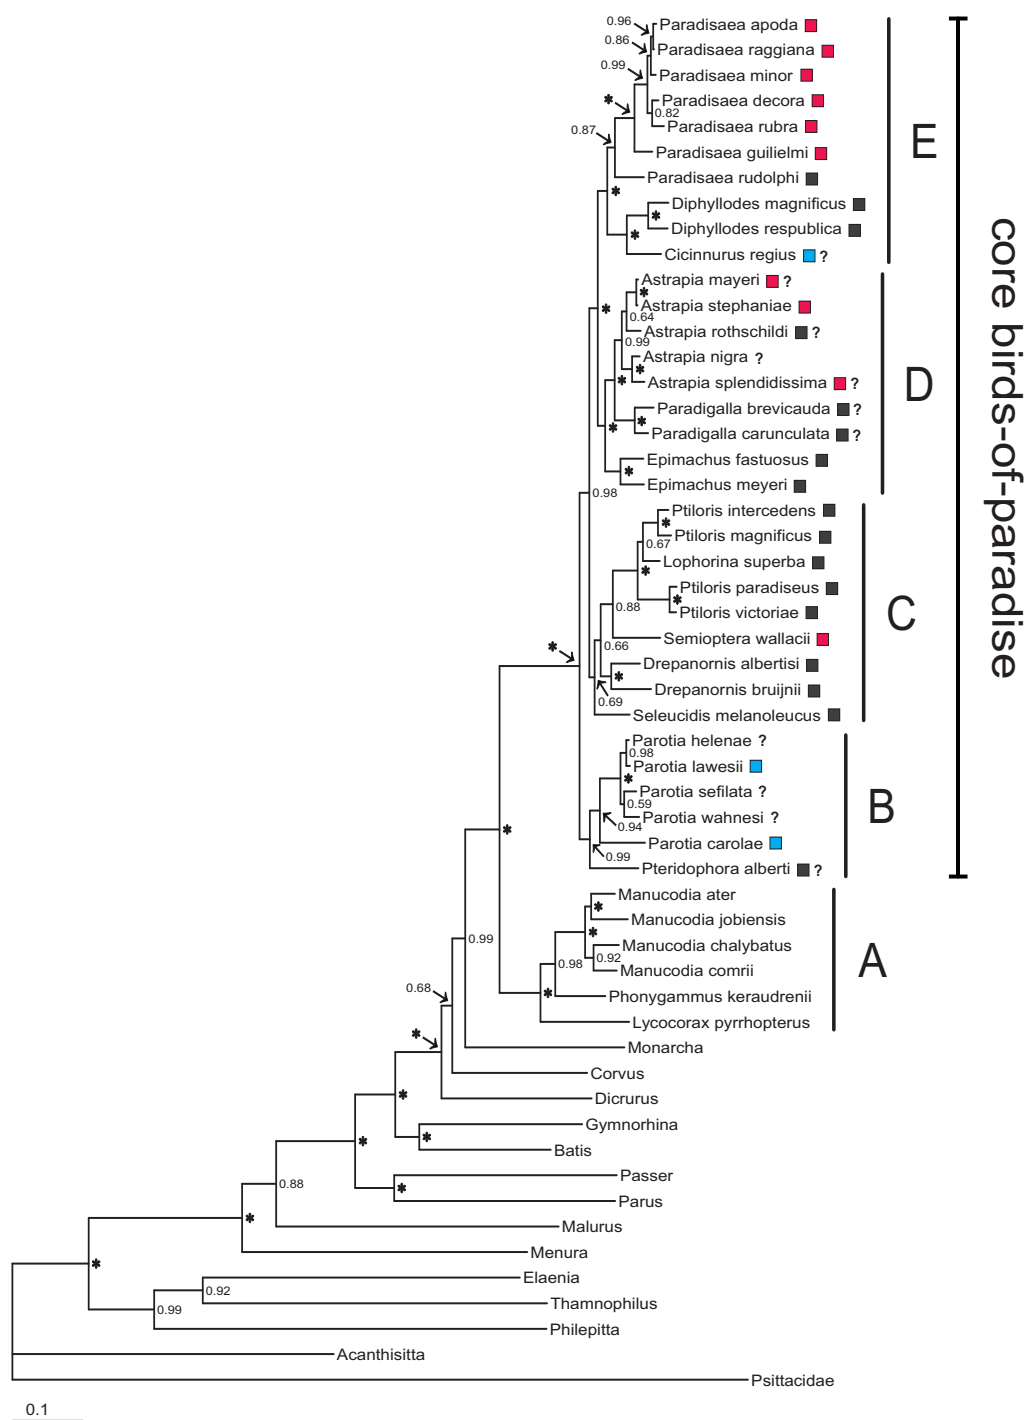 0.96
Paradisaea apoda
0.86
Paradisaea raggiana
0.99
Paradisaea minor
*
Paradisaea decora
0.82
0.87
Paradisaea rubra
Paradisaea guilielmi
Paradisaea rudolphi
*
Diphyllodes magnificus
*
Diphyllodes respublica
*
Cicinnurus regius ?
E
Astrapia mayeri ?
*
Astrapia stephaniae
*
0.64
Astrapia rothschildi ?
0.99
Astrapia nigra ?
*
Astrapia splendidissima ?
*
Paradigalla brevicauda ?
*
Paradigalla carunculata ?
*
Epimachus fastuosus
*
Epimachus meyeri
0.98
D
Ptiloris intercedens
*
Ptiloris magnificus
0.67
Lophorina superba
*
Ptiloris paradiseus
*
0.88
Ptiloris victoriae
Semioptera wallacii
0.66
*
Drepanornis albertisi
*
Drepanornis bruijnii
0.69
Seleucidis melanoleucus
C
Parotia helenae ?
0.98
Parotia lawesii
*
Parotia sefilata ?
0.59
Parotia wahnesi ?
0.94
Parotia carolae
0.99
Pteridophora alberti ?
B
core birds-of-paradise
*
Manucodia ater
*
Manucodia jobiensis
*
Manucodia chalybatus
0.92
0.98
Manucodia comrii
*
Phonygammus keraudrenii
Lycocorax pyrrhopterus
A
0.99
Monarcha
0.68
Corvus
*
Dicrurus
*
Gymnorhina
*
Batis
*
Passer
*
Parus
0.88
Malurus
*
Menura
*
Elaenia
0.92
Thamnophilus
0.99
Philepitta
Acanthisitta
Psittacidae
0.1